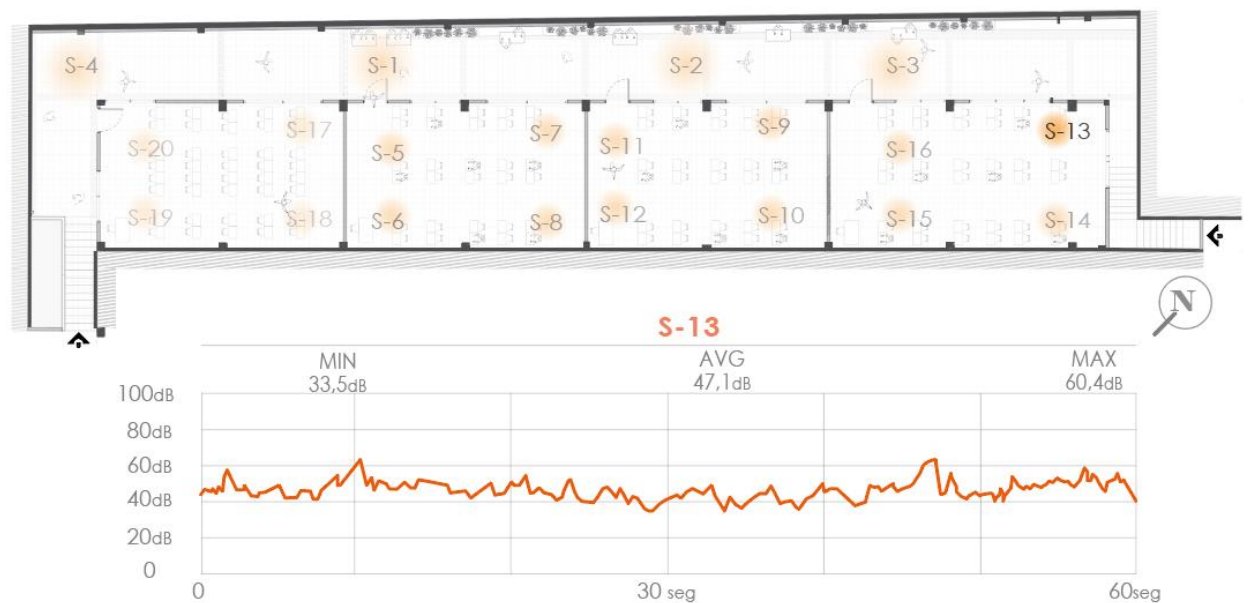 S-4
S-1
S-2
S-3
S-20
S-17
S-5
S-7
S-11
S-9
S-16
S-13
S-19
S-18
S-6
S-8
S-12
S-10
S-15
S-14
N
S-13
MIN
33,5dB
AVG
47,1dB
MAX
60,4dB
100dB
80dB
60dB
40dB
20dB
0
0
30 seg
60seg